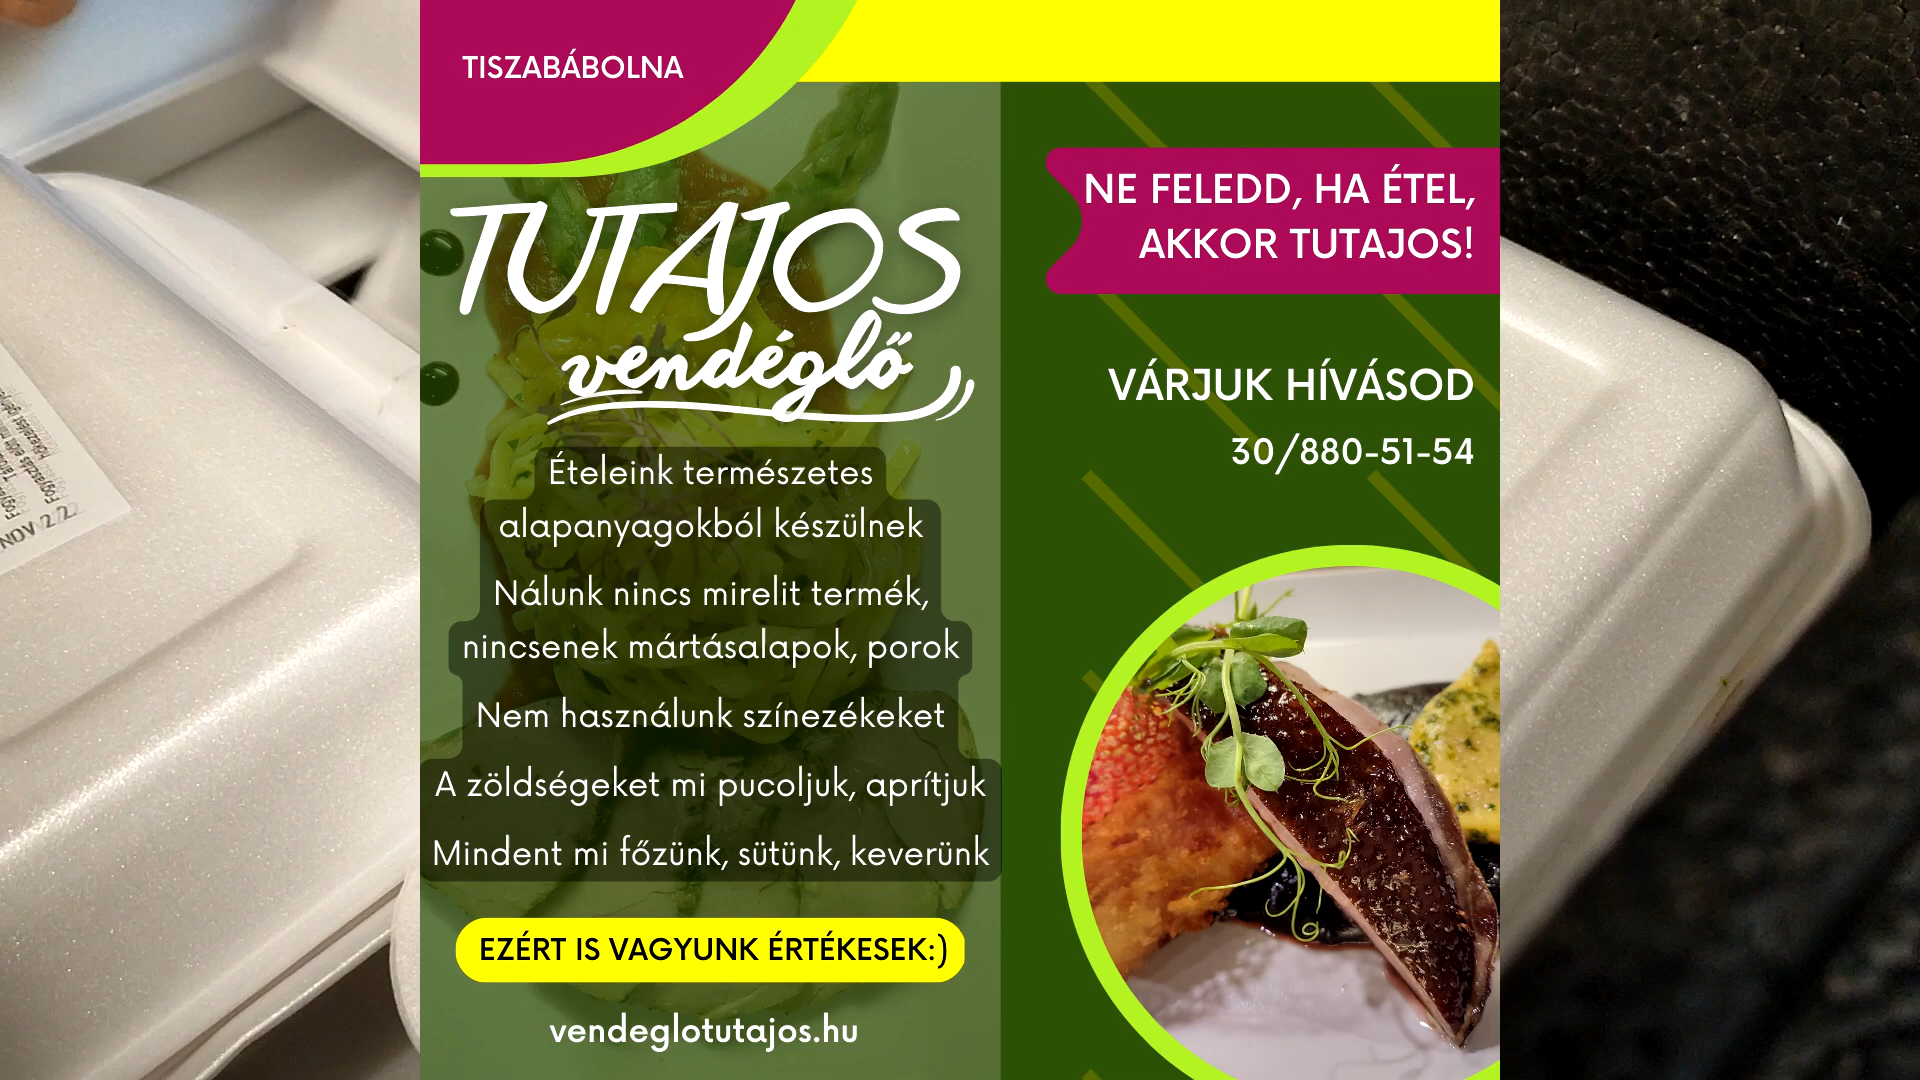 TISZABÁBOLNA
TUTAJOS
vendéglő
Ételeink természetes
alapanyagokból készülnek
Nálunk nincs mirelit termék,
nincsenek mártásalapok, porok
Nem használunk színezékeket
A zöldségeket mi pucoljuk, aprítjuk
Mindent mi főzünk, sütünk, keverünk
EZÉRT IS VAGYUNK ÉRTÉKESEK:)
vendeglotutajos.hu
NE FELEDD, HA ÉTEL,
AKKOR TUTAJOS!
VÁRJUK HÍVÁSOD
30/880-51-54